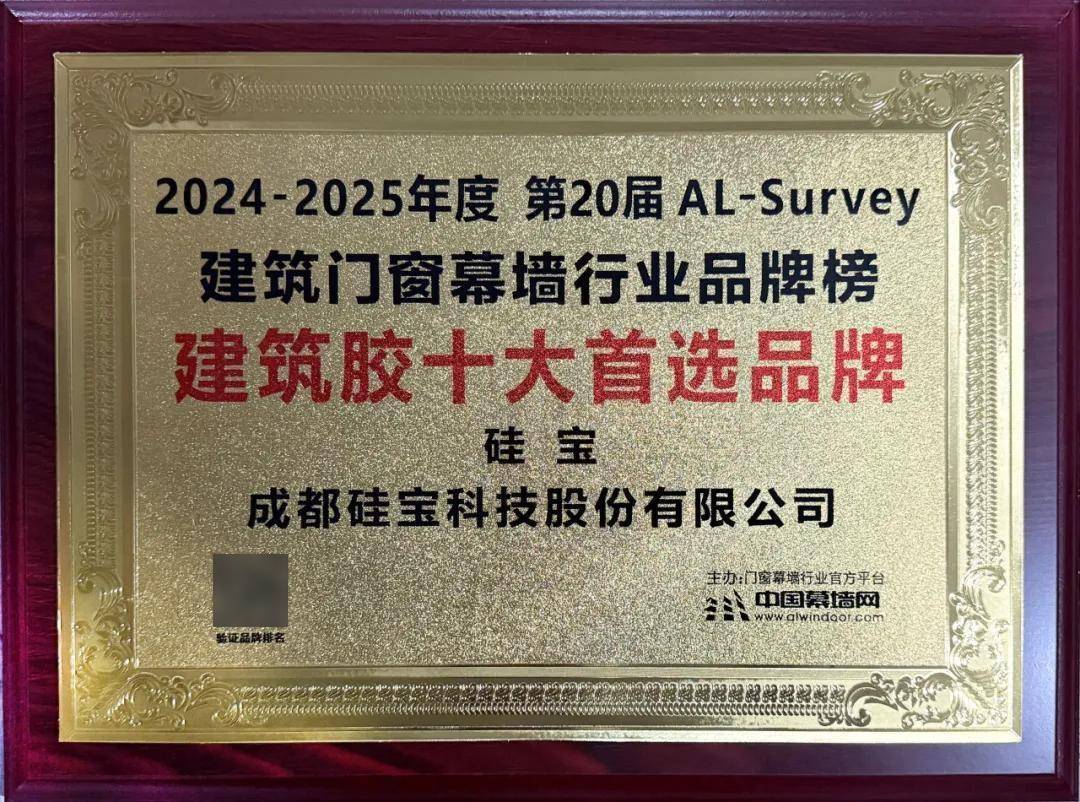 2024-2025年度 第20届 AL-Survey
建筑门窗幕墙行业品牌榜
建筑胶十大首选品牌
硅 宝
成都硅宝科技股份有限公司
验证品牌排名
主办:门窗幕墙行业官方平台
中国幕墙网
www.alwindoor.com